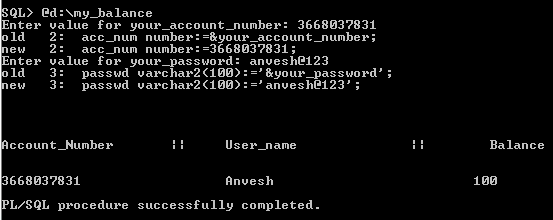 SQL> @d:\my_balance
Enter value for your_account_number: 3668037831
old   2:  acc_num number:=&your_account_number;
new   2:  acc_num number:=3668037831;
Enter value for your_password: anvesh@123
old   3:  passwd varchar2(100):='&your_password';
new   3:  passwd varchar2(100):='anvesh@123';
Account_Number || User_name || Balance
3668037831 Anvesh 100
PL/SQL procedure successfully completed.